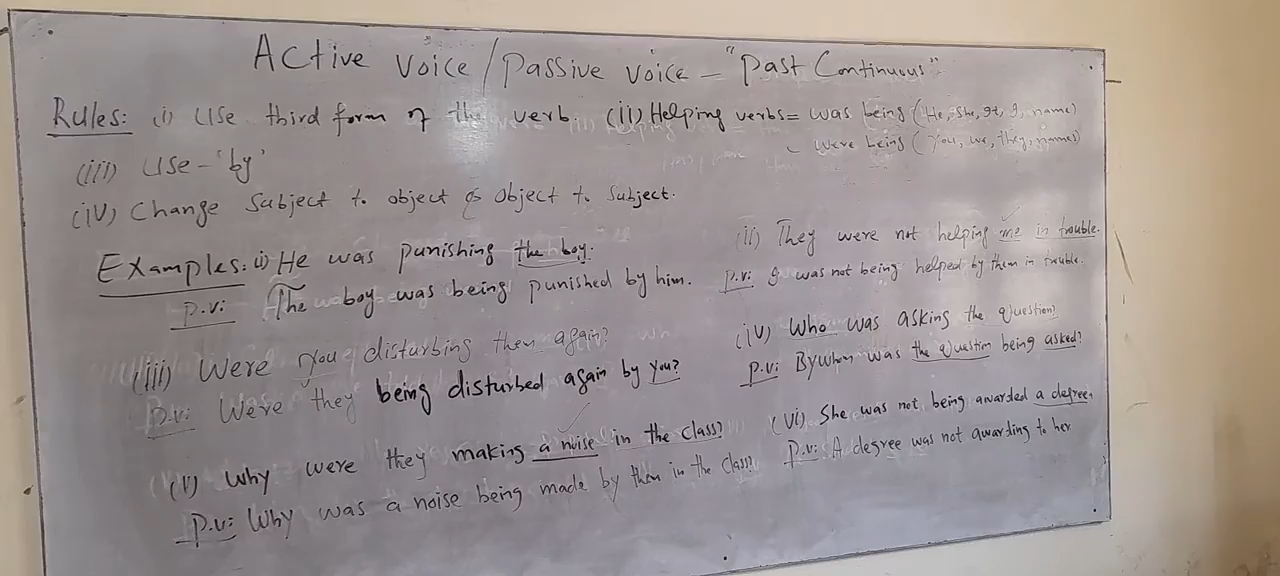 Active Voice / Passive Voice - "Past Continuous"
Rules: (i) Use third form of the verb. (ii) Helping verbs = was being (He, she, It, I, name)
were being (You, we, they, names)
(iii) Use - 'by'
(iv) Change Subject to object & object to Subject.
Examples: i) He was punishing the boy.
P.v: The boy was being punished by him.
(ii) They were not helping me in trouble.
P.v: I was not being helped by them in trouble.
(iii) Were you disturbing them again?
P.v: Were they being disturbed again by you?
(iv) Who was asking the question?
P.v: Bywhom was the question being asked?
(v) Why were they making a noise in the class?
P.v: Why was a noise being made by them in the class?
(vi) She was not being awarded a degree.
P.v: A degree was not awarding to her